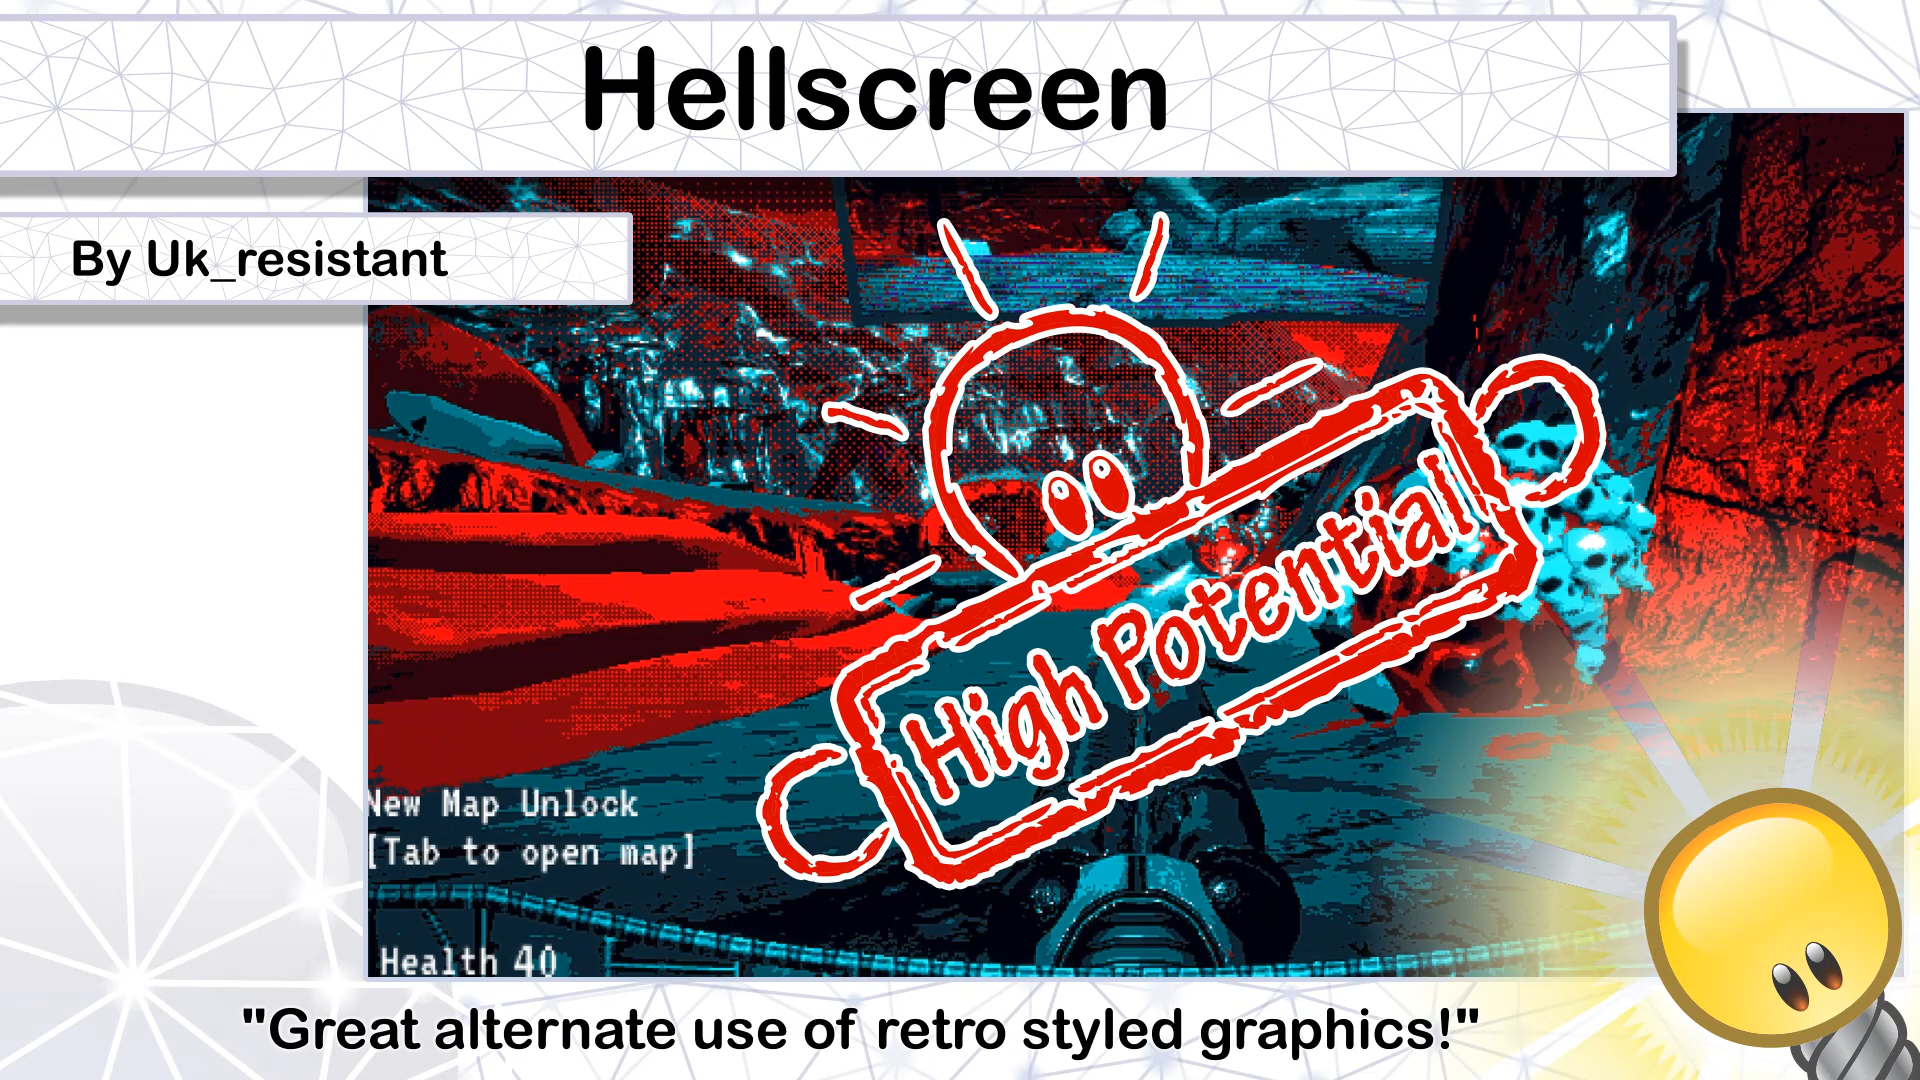 Hellscreen
By Uk_resistant
High Potential
New Map Unlock
[Tab to open map]
Health 40
"Great alternate use of retro styled graphics!"